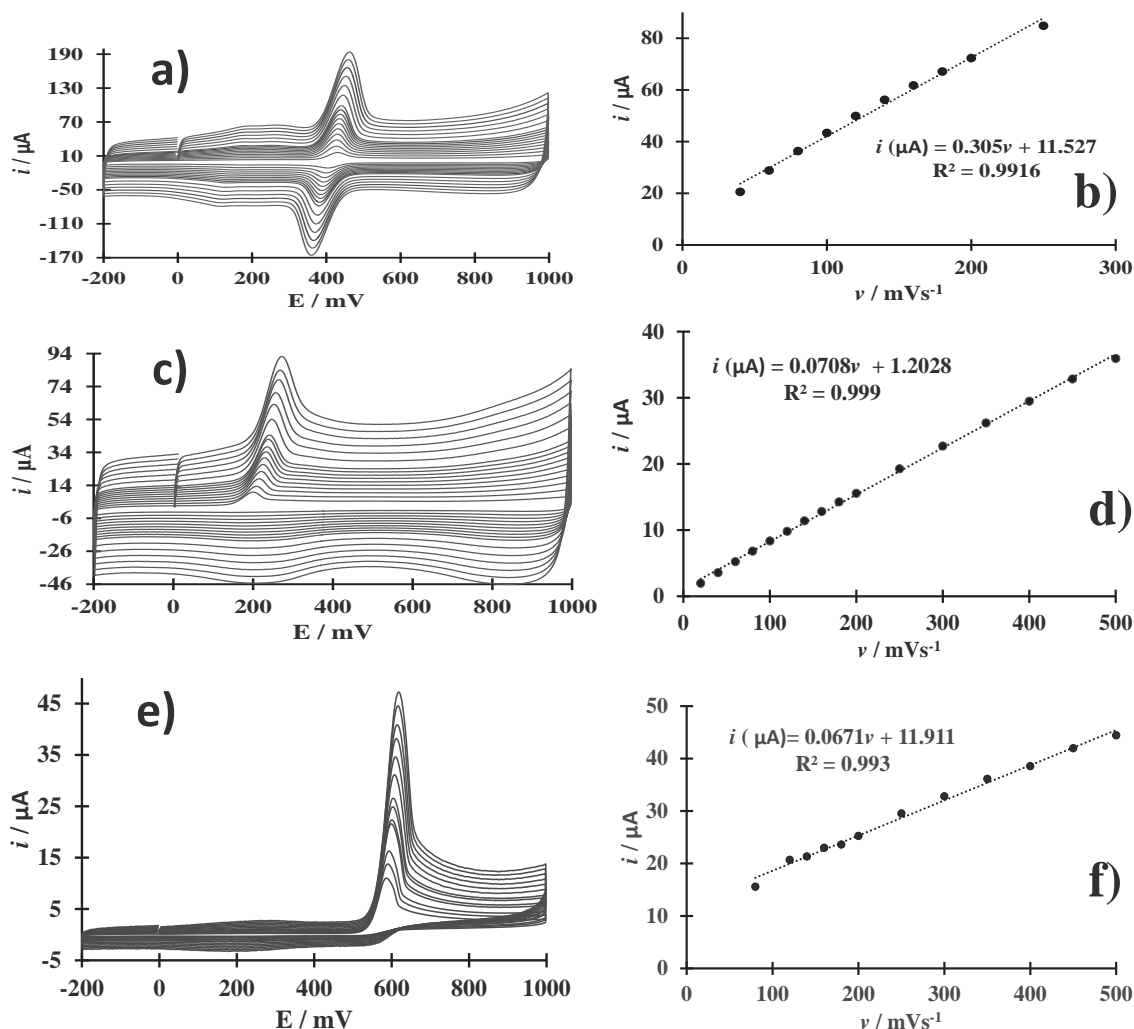 a)
i / µA
190
130
70
10
-50
-110
-170
-200 0 200 400 600 800 1000
E / mV
b)
i / µA
80
60
40
20
0
i (µA) = 0.305v + 11.527
R² = 0.9916
0 100 200 300
v / mVs⁻¹
c)
i / µA
94
74
54
34
14
-6
-26
-46
-200 0 200 400 600 800 1000
E / mV
d)
i / µA
40
30
20
10
0
i (µA) = 0.0708v + 1.2028
R² = 0.999
0 100 200 300 400 500
v / mVs⁻¹
e)
i / µA
45
35
25
15
5
-5
-200 0 200 400 600 800 1000
E / mV
f)
i / µA
50
40
30
20
10
0
i ( µA)= 0.0671v + 11.911
R² = 0.993
0 100 200 300 400 500
v / mVs⁻¹